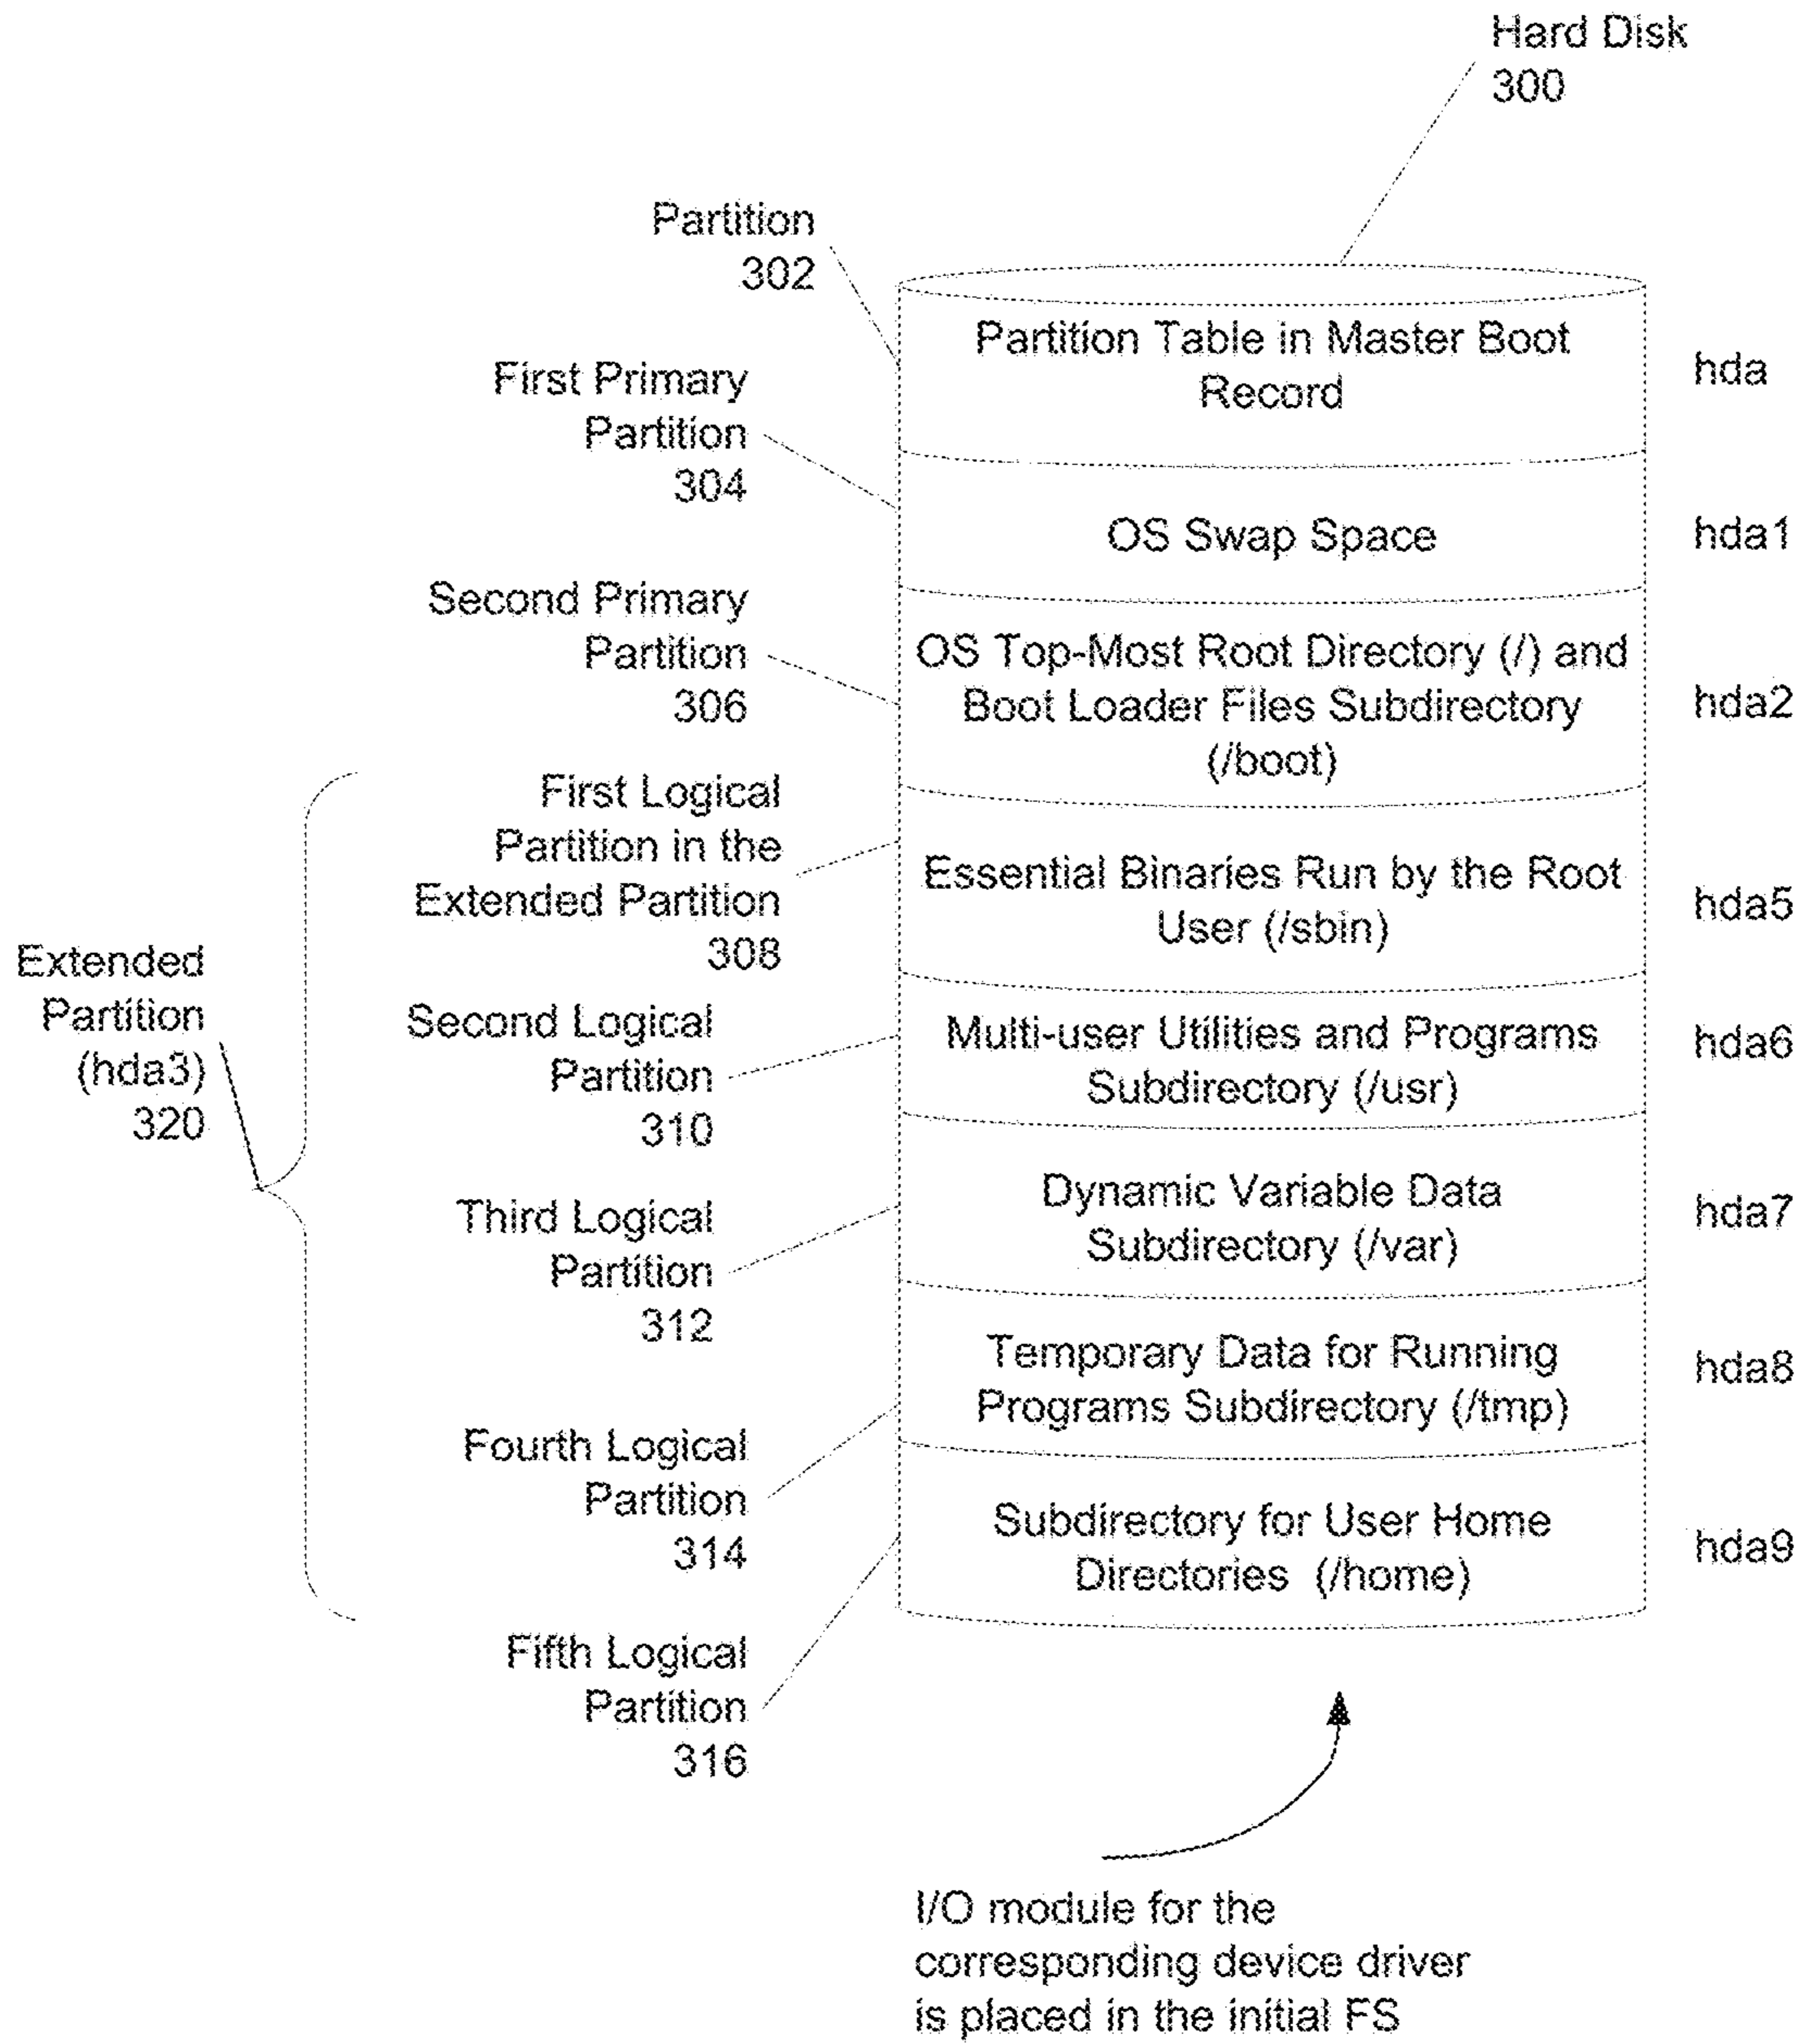 Hard Disk
300
Partition
302
Partition Table in Master Boot
Record
hda
First Primary
Partition
304
OS Swap Space
hda1
Second Primary
Partition
306
OS Top-Most Root Directory (/) and
Boot Loader Files Subdirectory
(/boot)
hda2
First Logical
Partition in the
Extended Partition
308
Essential Binaries Run by the Root
User (/sbin)
hda5
Extended
Partition
(hda3)
320
Second Logical
Partition
310
Multi-user Utilities and Programs
Subdirectory (/usr)
hda6
Third Logical
Partition
312
Dynamic Variable Data
Subdirectory (/var)
hda7
Temporary Data for Running
Programs Subdirectory (/tmp)
hda8
Fourth Logical
Partition
314
Subdirectory for User Home
Directories (/home)
hda9
Fifth Logical
Partition
316
I/O module for the
corresponding device driver
is placed in the initial FS